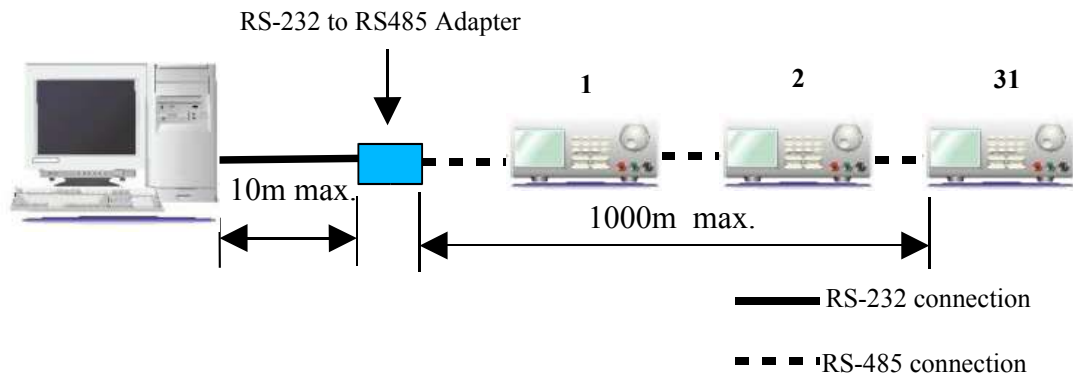 RS-232 to RS485 Adapter
1
2
31
10m max.
1000m max.
RS-232 connection
RS-485 connection